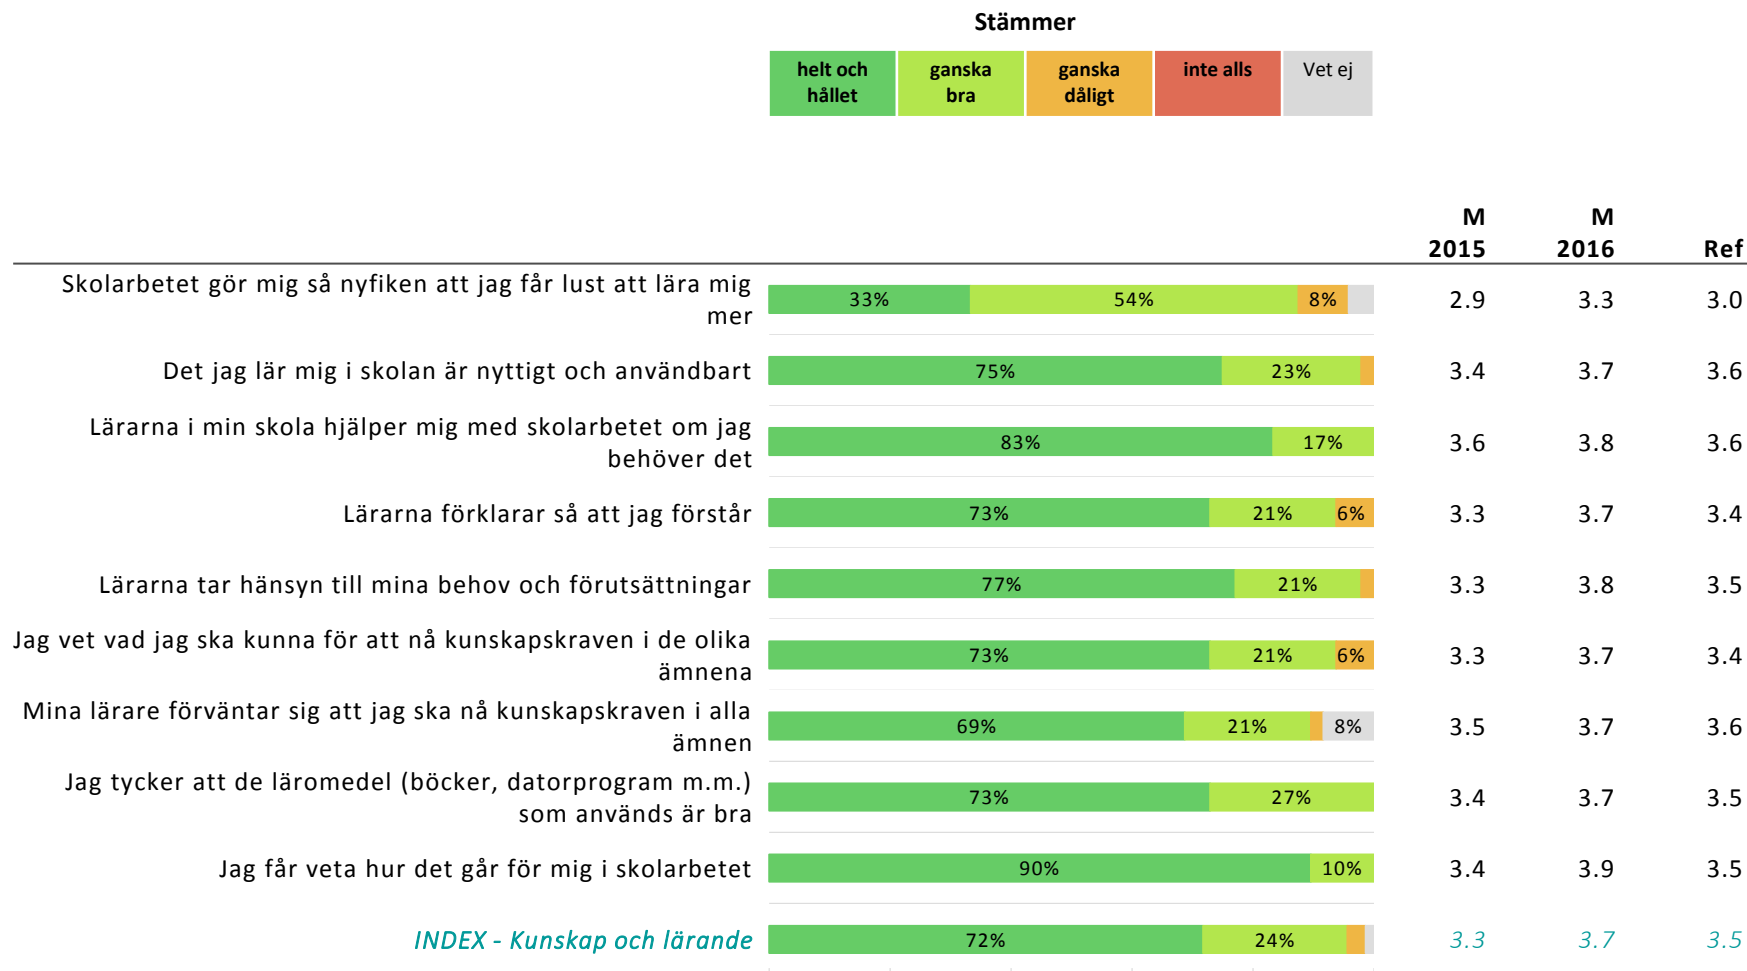 Stämmer
helt och hållet ganska bra ganska dåligt inte alls Vet ej
M 2015 M 2016 Ref
Skolarbetet gör mig så nyfiken att jag får lust att lära mig
mer
33% 54% 8% 2.9 3.3 3.0
Det jag lär mig i skolan är nyttigt och användbart 75% 23% 3.4 3.7 3.6
Lärarna i min skola hjälper mig med skolarbetet om jag
behöver det
83% 17% 3.6 3.8 3.6
Lärarna förklarar så att jag förstår 73% 21% 6% 3.3 3.7 3.4
Lärarna tar hänsyn till mina behov och förutsättningar 77% 21% 3.3 3.8 3.5
Jag vet vad jag ska kunna för att nå kunskapskraven i de olika
ämnena
73% 21% 6% 3.3 3.7 3.4
Mina lärare förväntar sig att jag ska nå kunskapskraven i alla
ämnen
69% 21% 8% 3.5 3.7 3.6
Jag tycker att de läromedel (böcker, datorprogram m.m.)
som används är bra
73% 27% 3.4 3.7 3.5
Jag får veta hur det går för mig i skolarbetet 90% 10% 3.4 3.9 3.5
INDEX - Kunskap och lärande 72% 24% 3.3 3.7 3.5